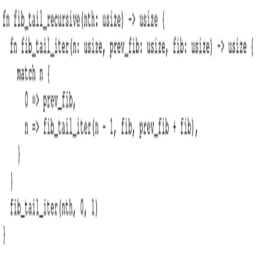 fn fib_tail_recursive(nth: usize) -> usize {
  fn fib_tail_iter(n: usize, prev_fib: usize, fib: usize) -> usize {
    match n {
      0 => prev_fib,
      n => fib_tail_iter(n - 1, fib, prev_fib + fib),
    }
  }
  fib_tail_iter(nth, 0, 1)
}